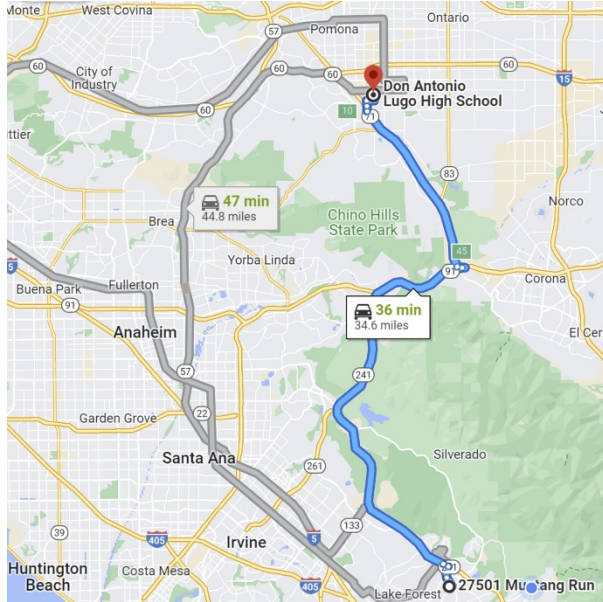 Monte
West Covina
Ontario
57
Pomona
60
60
City of
Industry
60
15
Don Antonio
Lugo High School
10
71
60
ittier
83
47 min
44.8 miles
Norco
Chino Hills
State Park
Brea
45
Yorba Linda
91
Corona
5
Fullerton
Buena Park
91
36 min
34.6 miles
El Cer
Anaheim
241
57
22
Garden Grove
Silverado
Santa Ana
261
133
5
39
405
Irvine
Huntington
Beach
Costa Mesa
405
Lake Forest
27501 Mustang Run